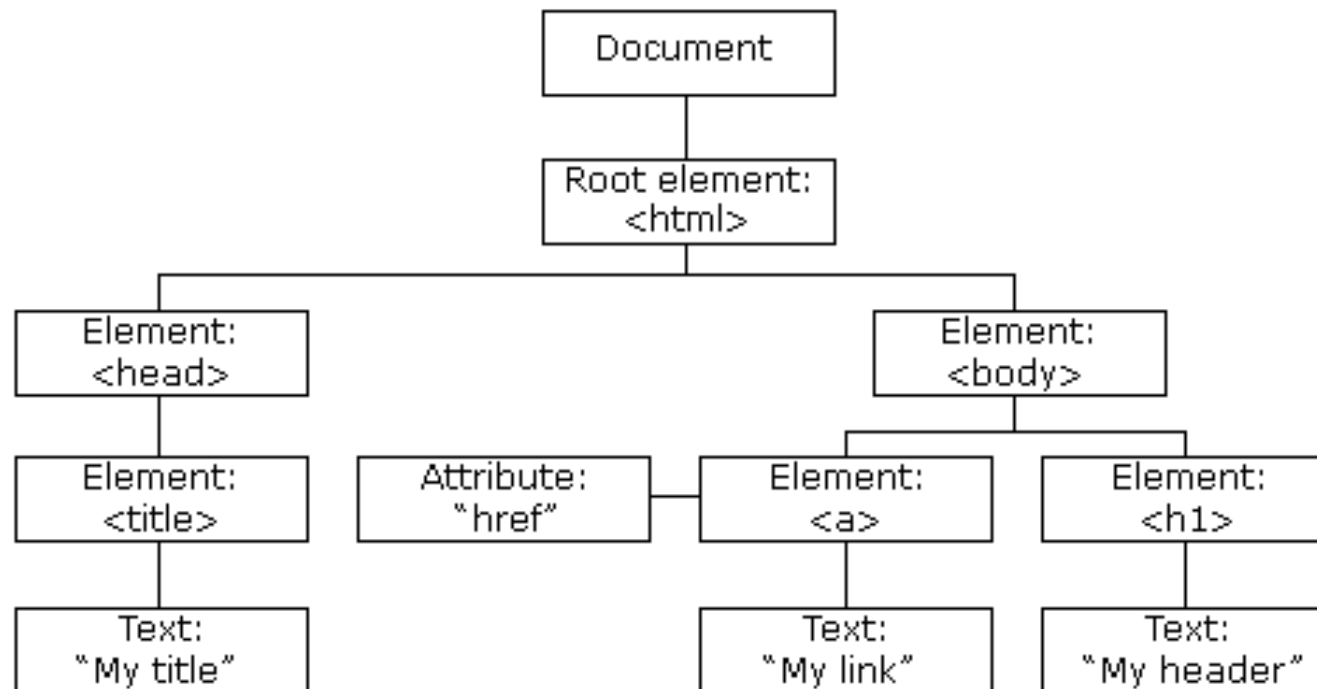 Document
Root element:
<html>
Element:
<head>
Element:
<body>
Element:
<title>
Attribute:
“href”
Element:
<a>
Element:
<h1>
Text:
“My title”
Text:
“My link”
Text:
“My header”